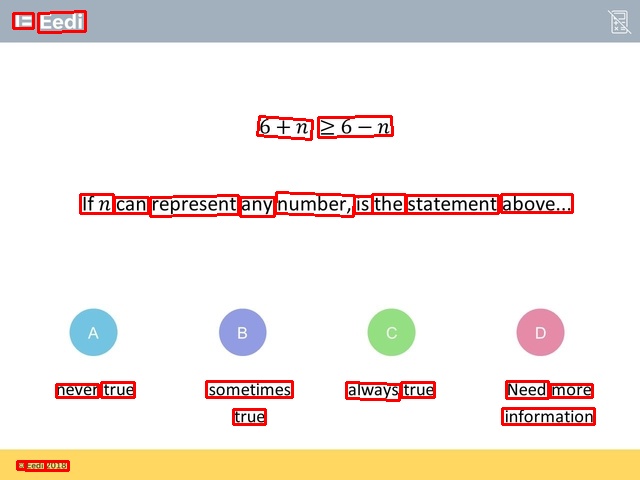 Eedi
6 + n ≥ 6 − n
If n can represent any number, is the statement above...
A B C D
never true sometimes true always true Need more information
© Eedi 2018